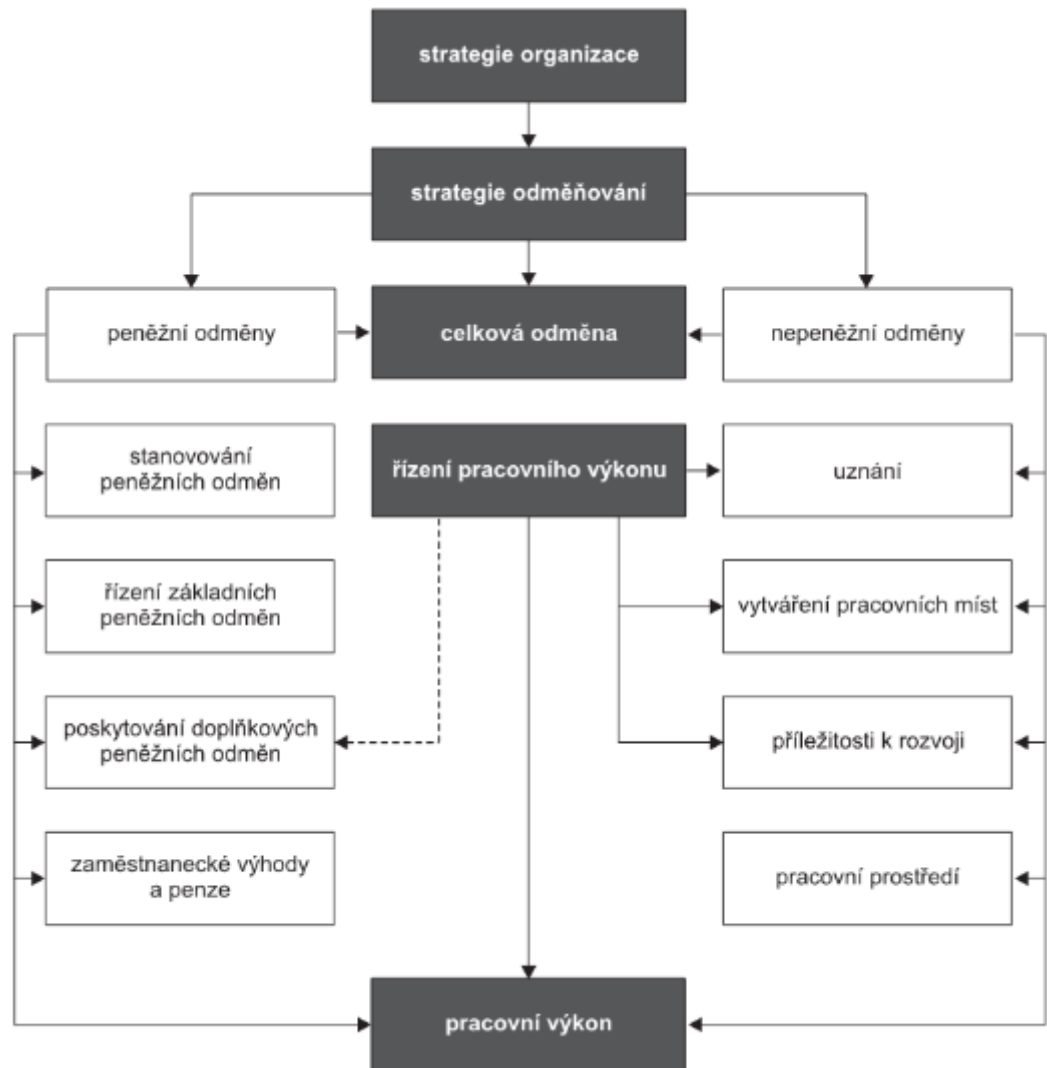 strategie organizace
strategie odměňování
peněžní odměny
celková odměna
nepeněžní odměny
stanovování
peněžních odměn
řízení pracovního výkonu
uznání
řízení základních
peněžních odměn
vytváření pracovních míst
poskytování doplňkových
peněžních odměn
příležitosti k rozvoji
zaměstnanecké výhody
a penze
pracovní prostředí
pracovní výkon